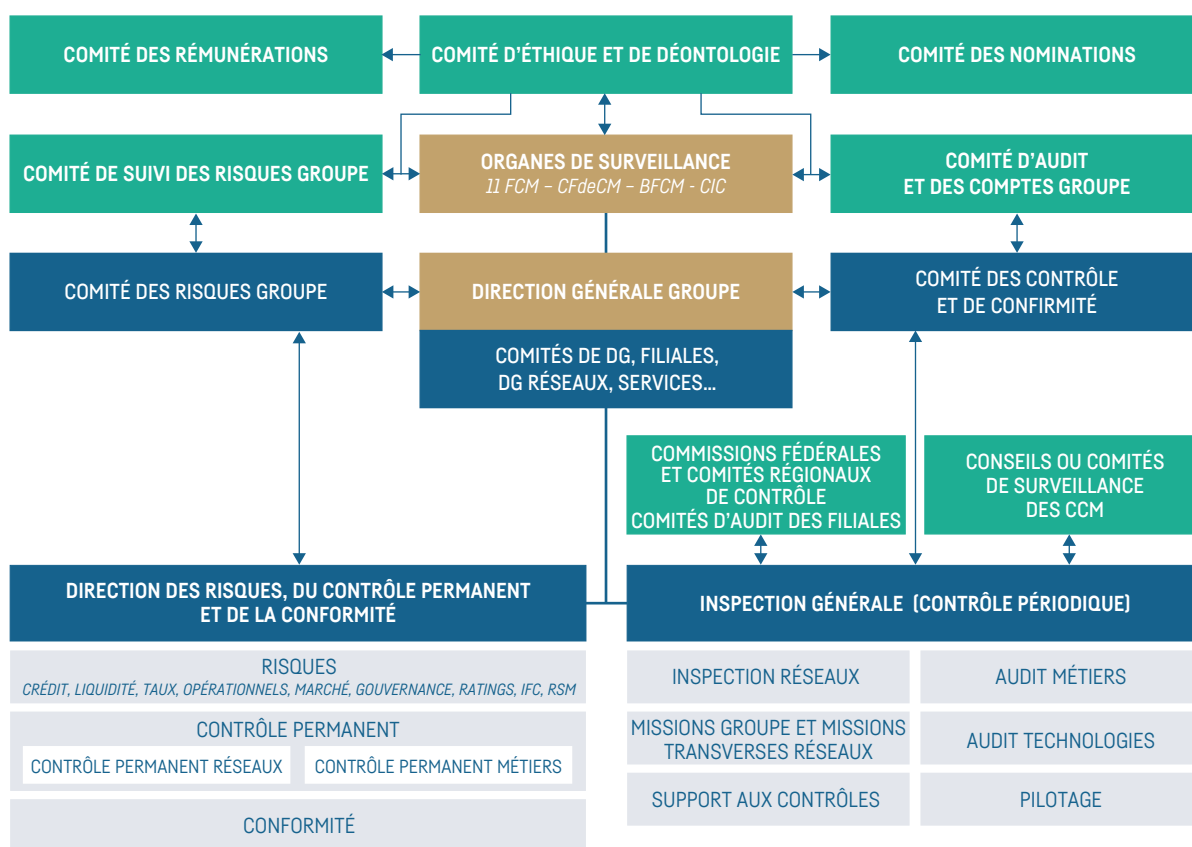 COMITÉ DES RÉMUNÉRATIONS
COMITÉ D'ÉTHIQUE ET DE DÉONTOLOGIE
COMITÉ DES NOMINATIONS
COMITÉ DE SUIVI DES RISQUES GROUPE
ORGANES DE SURVEILLANCE
11 FCM – CFdeCM – BFCM - CIC
COMITÉ D'AUDIT
ET DES COMPTES GROUPE
COMITÉ DES RISQUES GROUPE
DIRECTION GÉNÉRALE GROUPE
COMITÉ DES CONTRÔLE
ET DE CONFIRMITÉ
COMITÉS DE DG, FILIALES,
DG RÉSEAUX, SERVICES...
COMMISSIONS FÉDÉRALES
ET COMITÉS RÉGIONAUX
DE CONTRÔLE
COMITÉS D'AUDIT DES FILIALES
CONSEILS OU COMITÉS
DE SURVEILLANCE
DES CCM
DIRECTION DES RISQUES, DU CONTRÔLE PERMANENT
ET DE LA CONFORMITÉ
INSPECTION GÉNÉRALE (CONTRÔLE PÉRIODIQUE)
RISQUES
CRÉDIT, LIQUIDITÉ, TAUX, OPÉRATIONNELS, MARCHÉ, GOUVERNANCE, RATINGS, IFC, RSM
CONTRÔLE PERMANENT
CONTRÔLE PERMANENT RÉSEAUX
CONTRÔLE PERMANENT MÉTIERS
CONFORMITÉ
INSPECTION RÉSEAUX
AUDIT MÉTIERS
MISSIONS GROUPE ET MISSIONS
TRANSVERSES RÉSEAUX
AUDIT TECHNOLOGIES
SUPPORT AUX CONTRÔLES
PILOTAGE